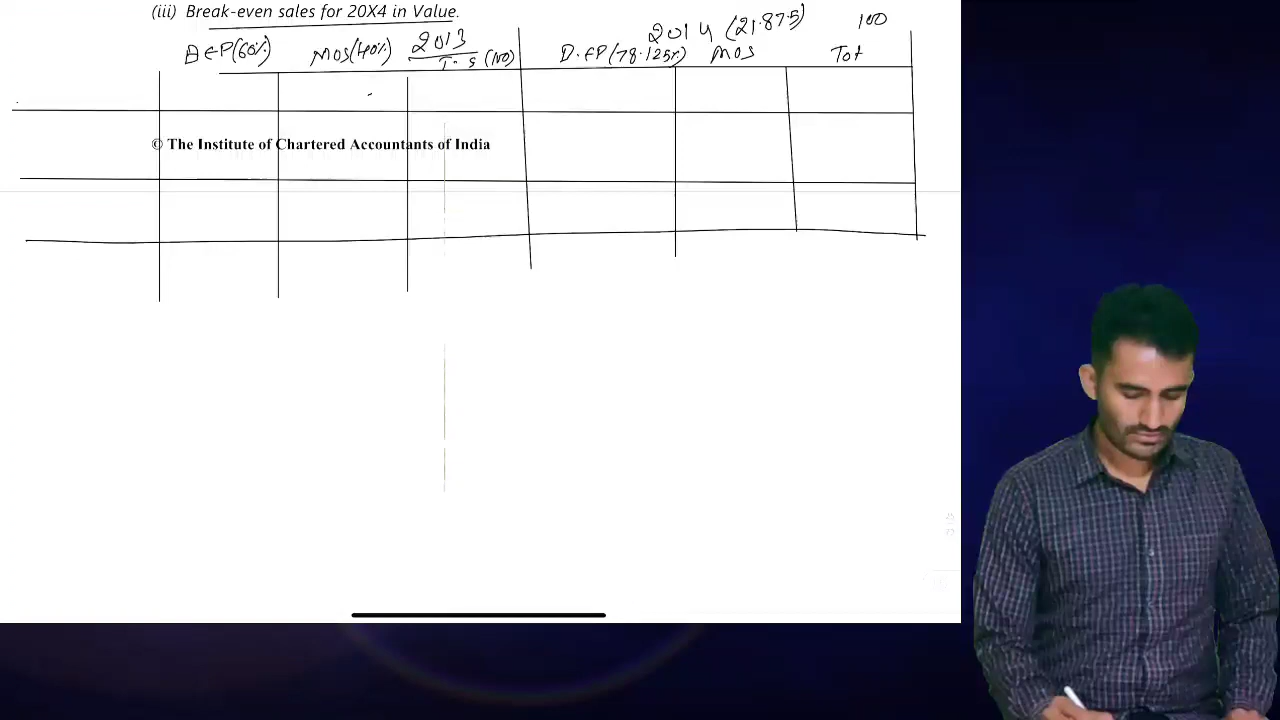 (iii) Break-even sales for 20X4 in Value.
2014 (21.875) 100
BEP(60%) MOS(40%) 2013
T.S (100) B.EP(78.125%) MOS Tot
© The Institute of Chartered Accountants of India